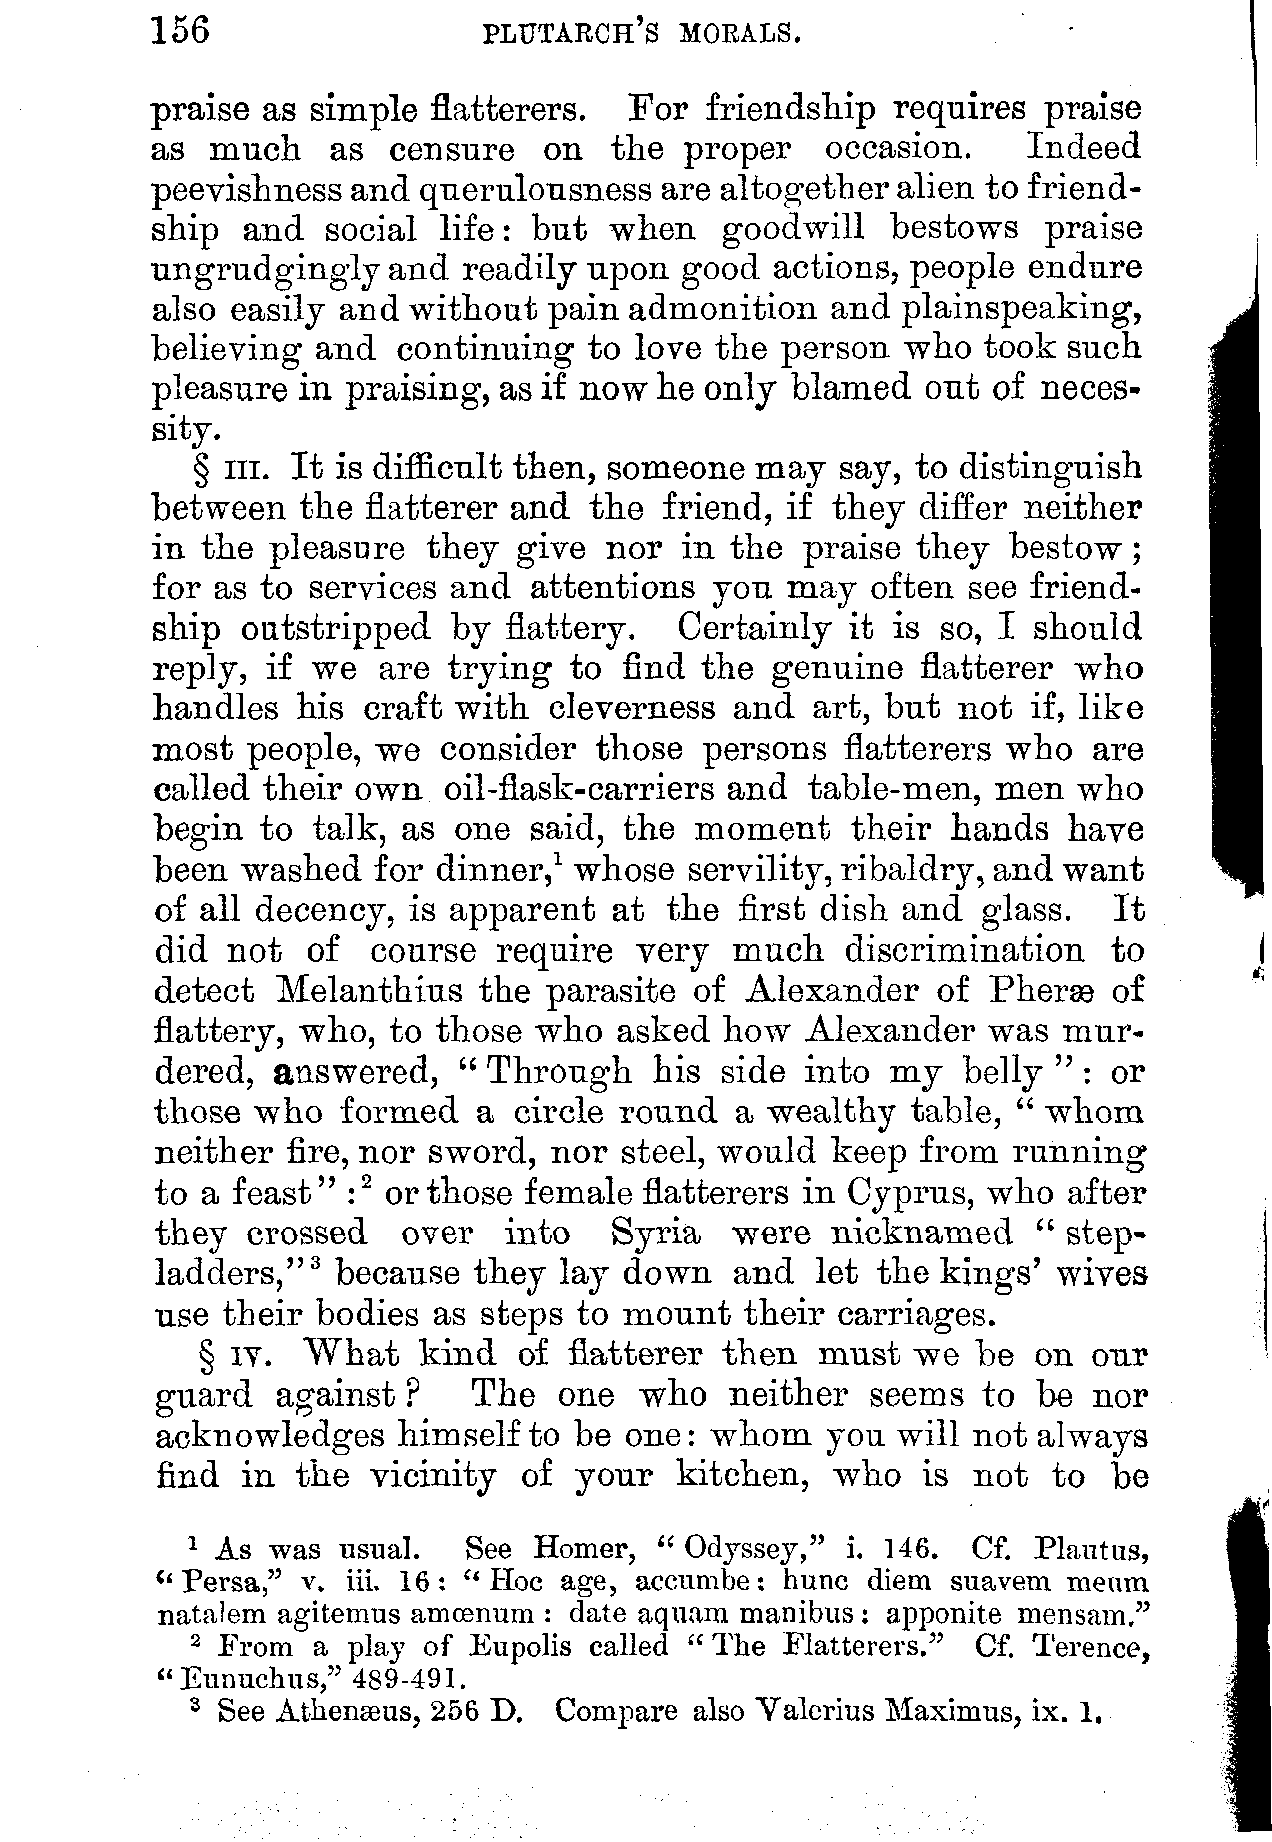 156 PLUTARCH'S MORALS.
praise as simple flatterers. For friendship requires praise
as much as censure on the proper occasion. Indeed
peevishness and querulousness are altogether alien to friend-
ship and social life: but when goodwill bestows praise
ungrudgingly and readily upon good actions, people endure
also easily and without pain admonition and plainspeaking,
believing and continuing to love the person who took such
pleasure in praising, as if now he only blamed out of neces-
sity.
§ III. It is difficult then, someone may say, to distinguish
between the flatterer and the friend, if they differ neither
in the pleasure they give nor in the praise they bestow;
for as to services and attentions you may often see friend-
ship outstripped by flattery. Certainly it is so, I should
reply, if we are trying to find the genuine flatterer who
handles his craft with cleverness and art, but not if, like
most people, we consider those persons flatterers who are
called their own oil-flask-carriers and table-men, men who
begin to talk, as one said, the moment their hands have
been washed for dinner,¹ whose servility, ribaldry, and want
of all decency, is apparent at the first dish and glass. It
did not of course require very much discrimination to
detect Melanthius the parasite of Alexander of Pheræ of
flattery, who, to those who asked how Alexander was mur-
dered, answered, "Through his side into my belly": or
those who formed a circle round a wealthy table, "whom
neither fire, nor sword, nor steel, would keep from running
to a feast":² or those female flatterers in Cyprus, who after
they crossed over into Syria were nicknamed "step-
ladders,"³ because they lay down and let the kings' wives
use their bodies as steps to mount their carriages.
§ IV. What kind of flatterer then must we be on our
guard against? The one who neither seems to be nor
acknowledges himself to be one: whom you will not always
find in the vicinity of your kitchen, who is not to be
¹ As was usual. See Homer, "Odyssey," i. 146. Cf. Plautus,
"Persa," v. iii. 16: "Hoc age, accumbe: hunc diem suavem meum
natalem agitemus amœnum: date aquam manibus: apponite mensam."
² From a play of Eupolis called "The Flatterers." Cf. Terence,
"Eunuchus," 489-491.
³ See Athenæus, 256 D. Compare also Valerius Maximus, ix. 1.